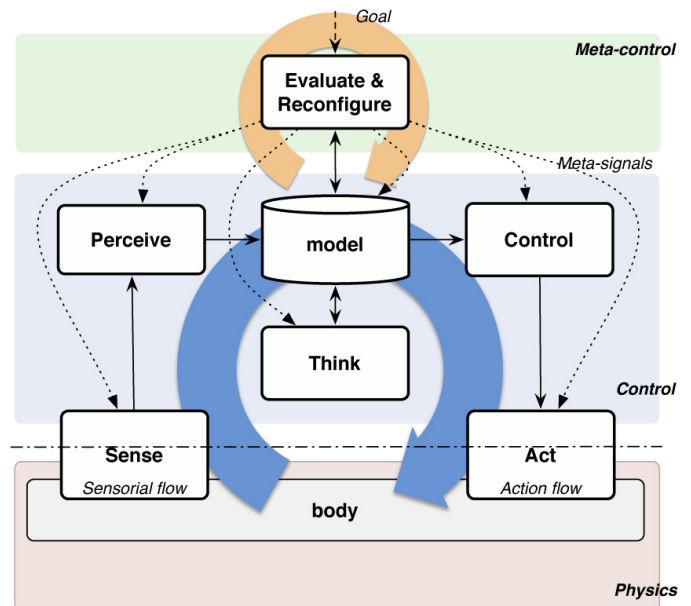 Goal
Meta-control
Evaluate &
Reconfigure
Meta-signals
Perceive
model
Control
Think
Control
Sense
Act
Sensorial flow
Action flow
body
Physics